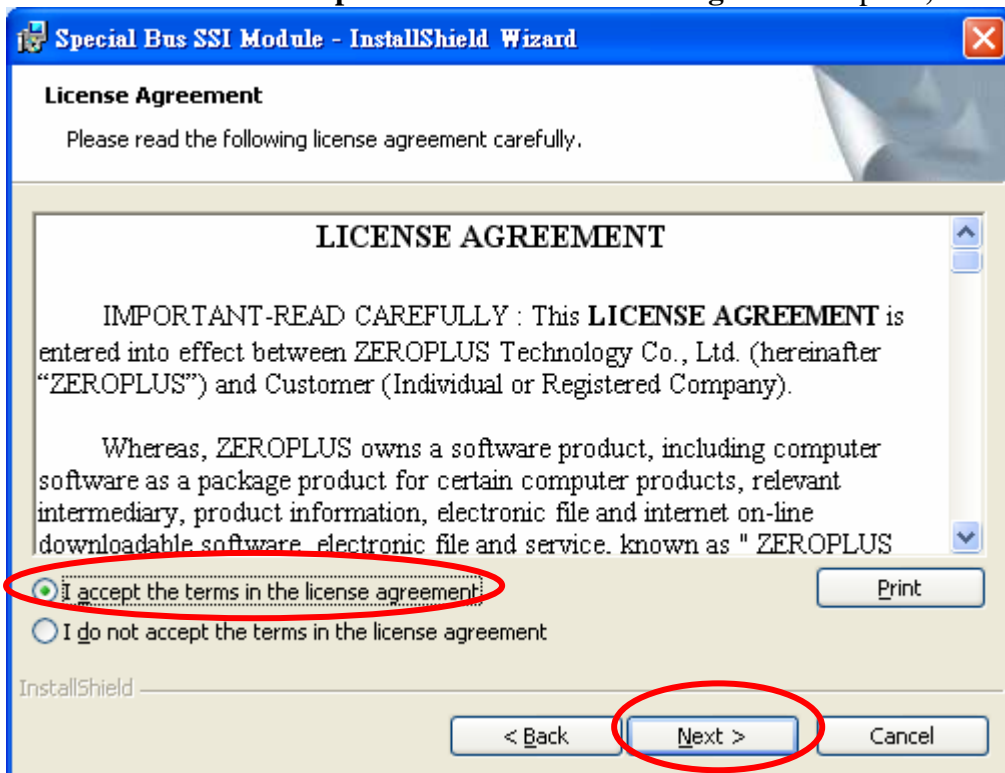 Special Bus SSI Module - InstallShield Wizard
License Agreement
Please read the following license agreement carefully.
LICENSE AGREEMENT
IMPORTANT-READ CAREFULLY : This LICENSE AGREEMENT is
entered into effect between ZEROPLUS Technology Co., Ltd. (hereinafter
“ZEROPLUS”) and Customer (Individual or Registered Company).
Whereas, ZEROPLUS owns a software product, including computer
software as a package product for certain computer products, relevant
intermediary, product information, electronic file and internet on-line
downloadable software, electronic file and service, known as " ZEROPLUS
I accept the terms in the license agreement
Print
I do not accept the terms in the license agreement
InstallShield
< Back
Next >
Cancel